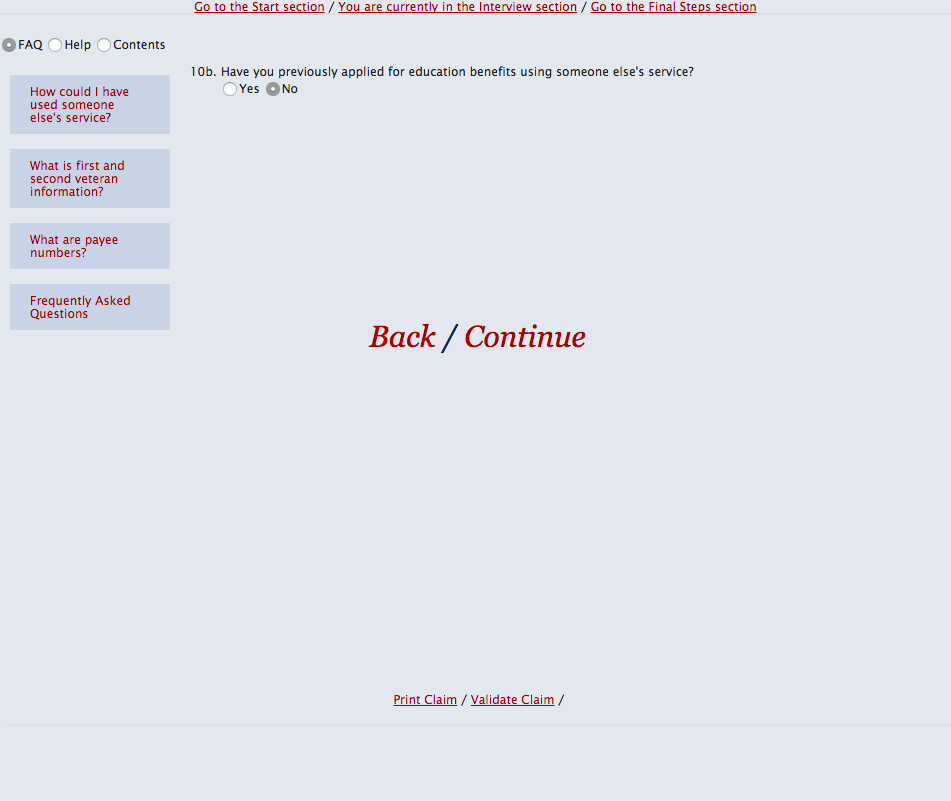 Go to the Start section / You are currently in the Interview section / Go to the Final Steps section
FAQ Help Contents
10b. Have you previously applied for education benefits using someone else's service?
Yes No
How could I have
used someone
else's service?
What is first and
second veteran
information?
What are payee
numbers?
Frequently Asked
Questions
Back / Continue
Print Claim / Validate Claim /